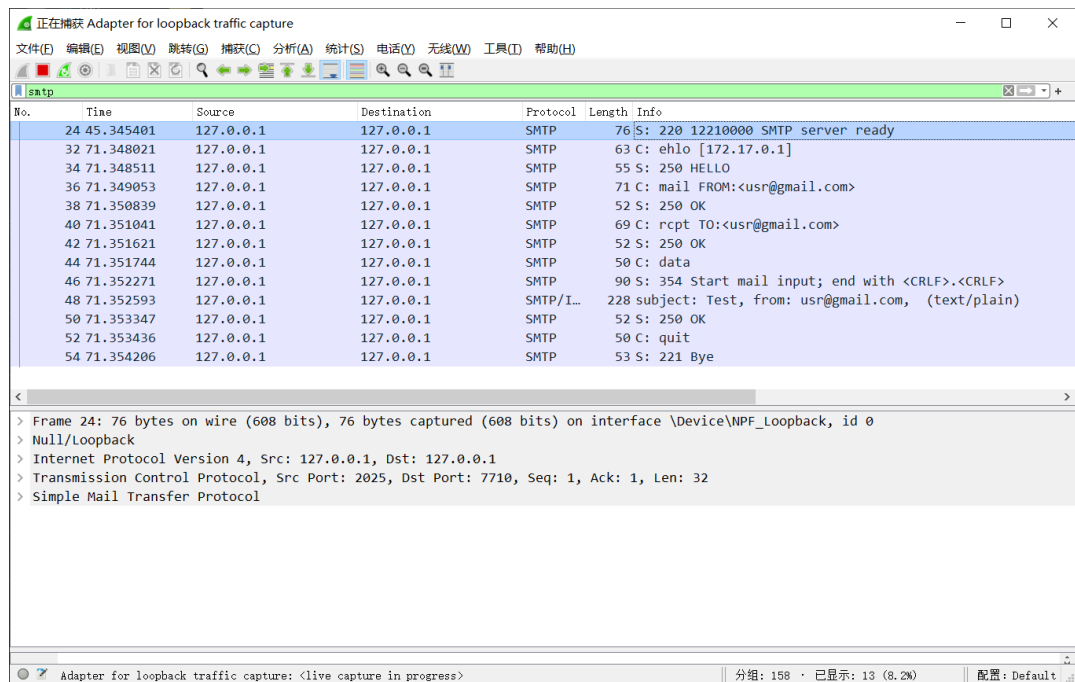 正在捕获 Adapter for loopback traffic capture
文件(F) 编辑(E) 视图(V) 跳转(G) 捕获(C) 分析(A) 统计(S) 电话(Y) 无线(W) 工具(T) 帮助(H)
smtp
No. Time Source Destination Protocol Length Info
24 45.345401 127.0.0.1 127.0.0.1 SMTP 76 S: 220 12210000 SMTP server ready
32 71.348021 127.0.0.1 127.0.0.1 SMTP 63 C: ehlo [172.17.0.1]
34 71.348511 127.0.0.1 127.0.0.1 SMTP 55 S: 250 HELLO
36 71.349053 127.0.0.1 127.0.0.1 SMTP 71 C: mail FROM:<usr@gmail.com>
38 71.350839 127.0.0.1 127.0.0.1 SMTP 52 S: 250 OK
40 71.351041 127.0.0.1 127.0.0.1 SMTP 69 C: rcpt TO:<usr@gmail.com>
42 71.351621 127.0.0.1 127.0.0.1 SMTP 52 S: 250 OK
44 71.351744 127.0.0.1 127.0.0.1 SMTP 50 C: data
46 71.352271 127.0.0.1 127.0.0.1 SMTP 90 S: 354 Start mail input; end with <CRLF>.<CRLF>
48 71.352593 127.0.0.1 127.0.0.1 SMTP/I… 228 subject: Test, from: usr@gmail.com, (text/plain)
50 71.353347 127.0.0.1 127.0.0.1 SMTP 52 S: 250 OK
52 71.353436 127.0.0.1 127.0.0.1 SMTP 50 C: quit
54 71.354206 127.0.0.1 127.0.0.1 SMTP 53 S: 221 Bye
Frame 24: 76 bytes on wire (608 bits), 76 bytes captured (608 bits) on interface \Device\NPF_Loopback, id 0
Null/Loopback
Internet Protocol Version 4, Src: 127.0.0.1, Dst: 127.0.0.1
Transmission Control Protocol, Src Port: 2025, Dst Port: 7710, Seq: 1, Ack: 1, Len: 32
Simple Mail Transfer Protocol
Adapter for loopback traffic capture: <live capture in progress> 分组: 158 · 已显示: 13 (8.2%) 配置: Default